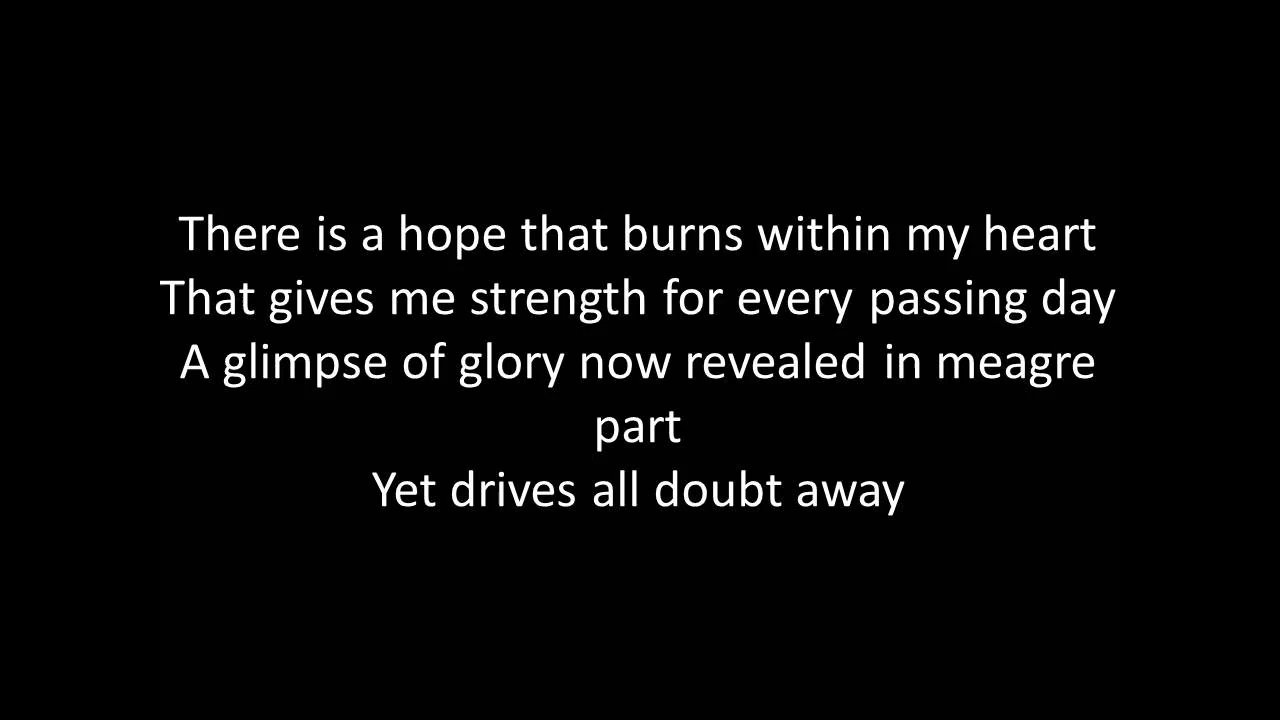 There is a hope that burns within my heart
That gives me strength for every passing day
A glimpse of glory now revealed in meagre
part
Yet drives all doubt away